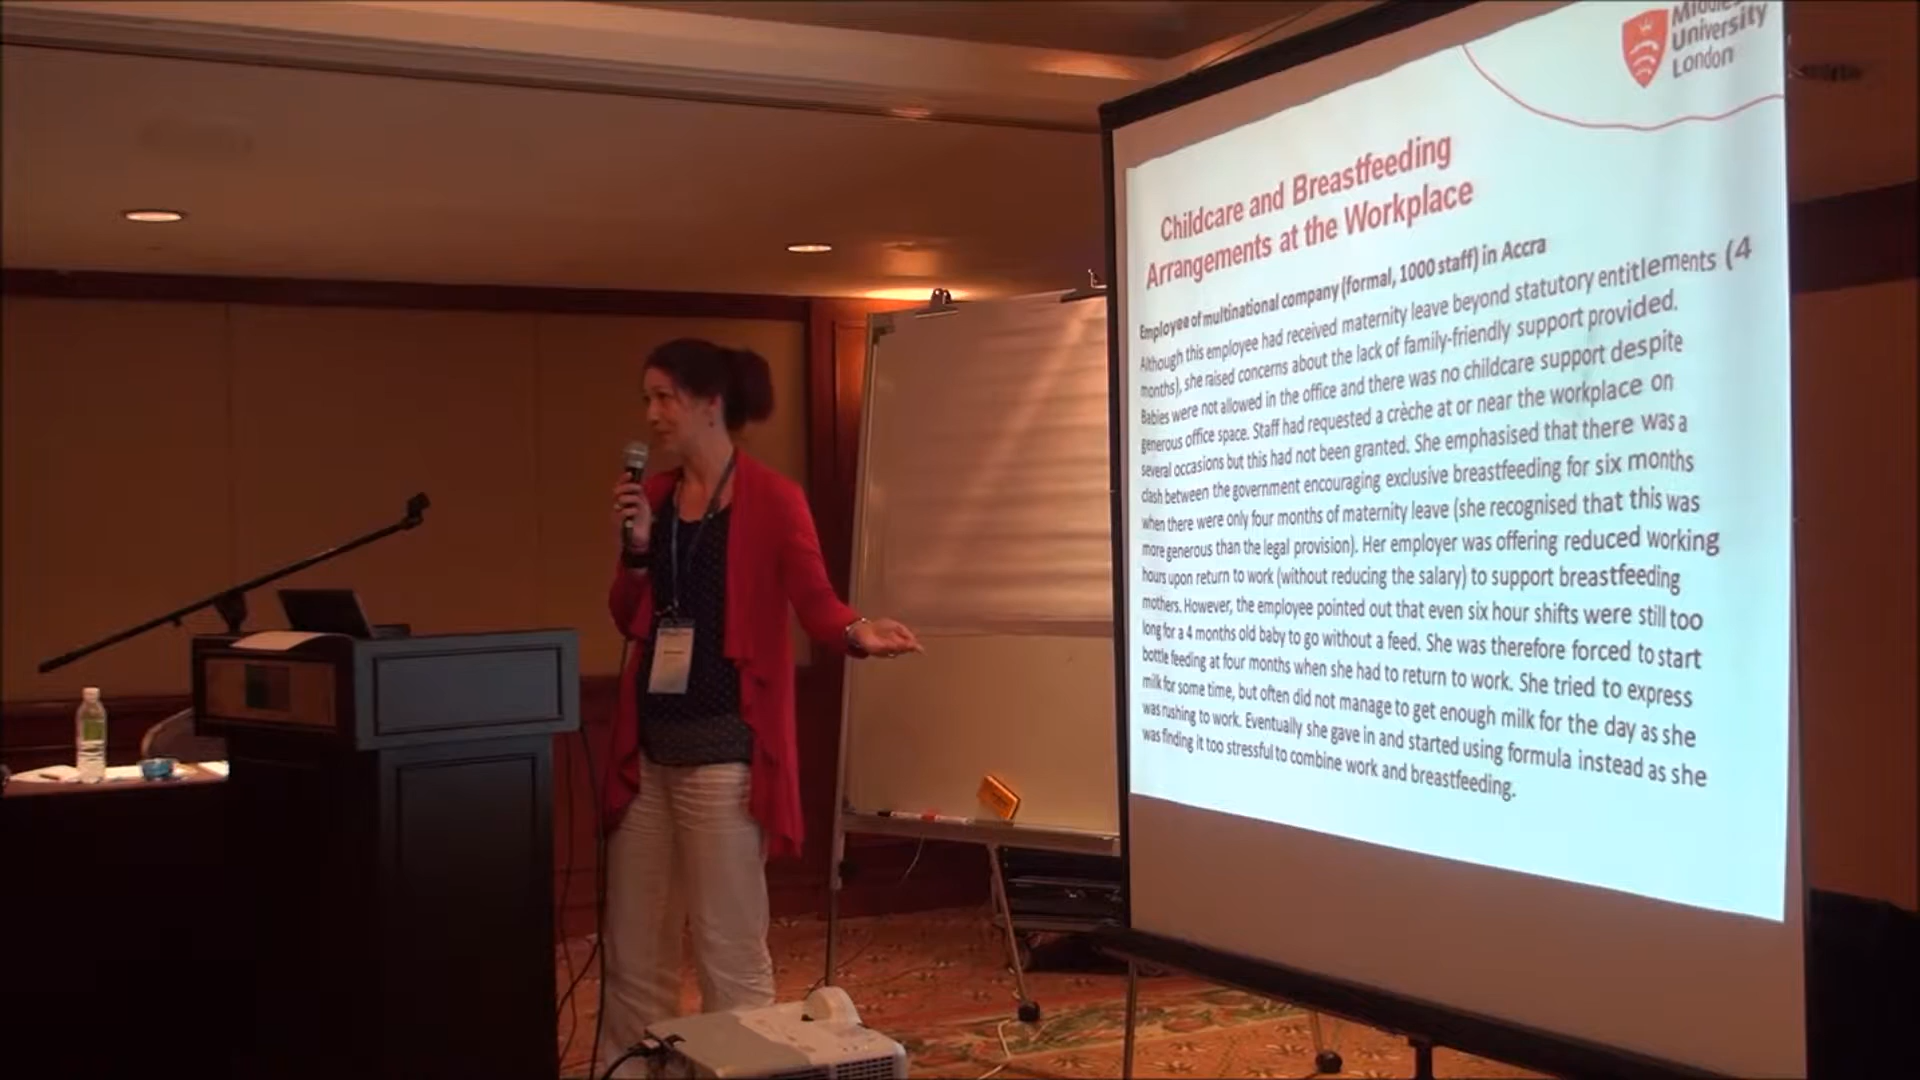 University
London
Childcare and Breastfeeding
Arrangements at the Workplace
Employee of multinational company (formal, 1000 staff) in Accra
Although this employee had received maternity leave beyond statutory entitlements (4
months), she raised concerns about the lack of family-friendly support provided.
Babies were not allowed in the office and there was no childcare support despite
generous office space. Staff had requested a crèche at or near the workplace on
several occasions but this had not been granted. She emphasised that there was a
clash between the government encouraging exclusive breastfeeding for six months
when there were only four months of maternity leave (she recognised that this was
more generous than the legal provision). Her employer was offering reduced working
hours upon return to work (without reducing the salary) to support breastfeeding
mothers. However, the employee pointed out that even six hour shifts were still too
long for a 4 months old baby to go without a feed. She was therefore forced to start
bottle feeding at four months when she had to return to work. She tried to express
milk for some time, but often did not manage to get enough milk for the day as she
was rushing to work. Eventually she gave in and started using formula instead as she
was finding it too stressful to combine work and breastfeeding.